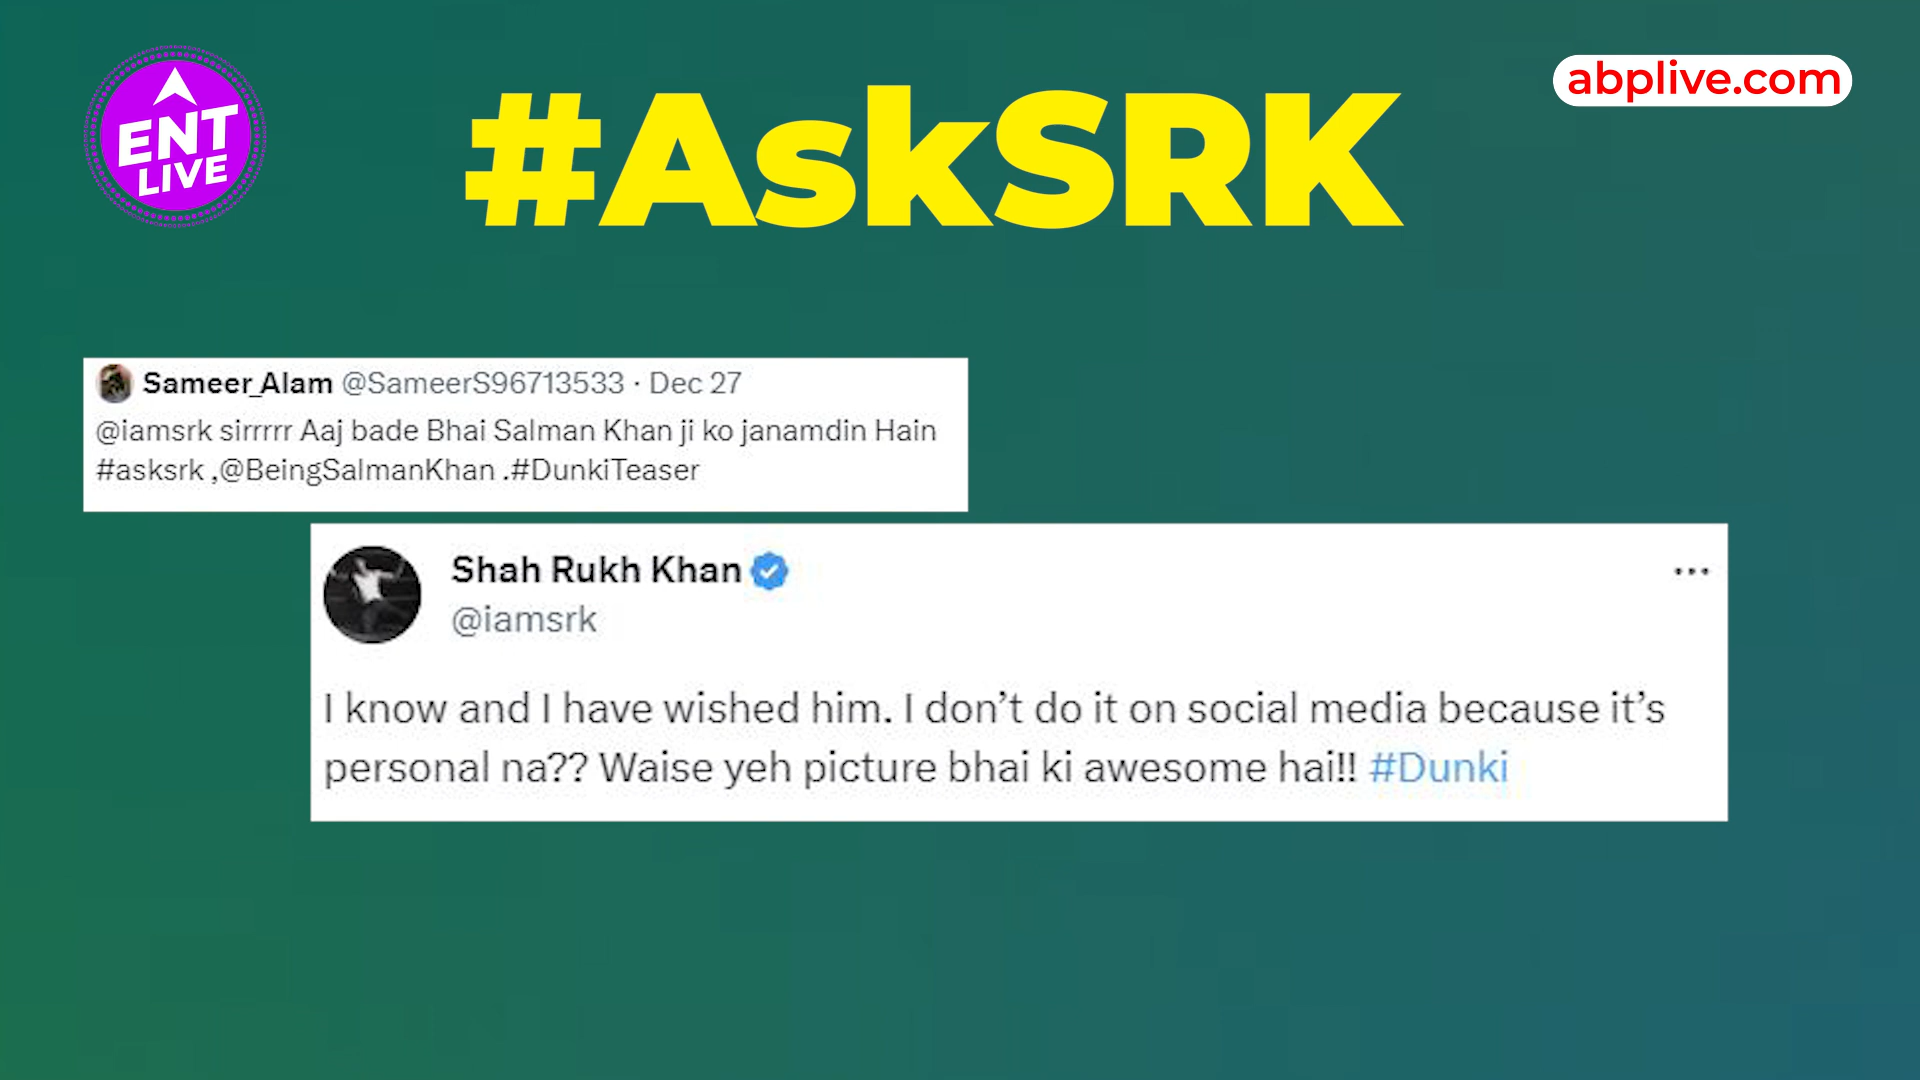 ENT
LIVE
#AskSRK
abplive.com
Sameer_Alam @SameerS96713533 · Dec 27
@iamsrk sirrrrr Aaj bade Bhai Salman Khan ji ko janamdin Hain
#asksrk ,@BeingSalmanKhan .#DunkiTeaser
Shah Rukh Khan
@iamsrk
I know and I have wished him. I don’t do it on social media because it’s
personal na?? Waise yeh picture bhai ki awesome hai!! #Dunki